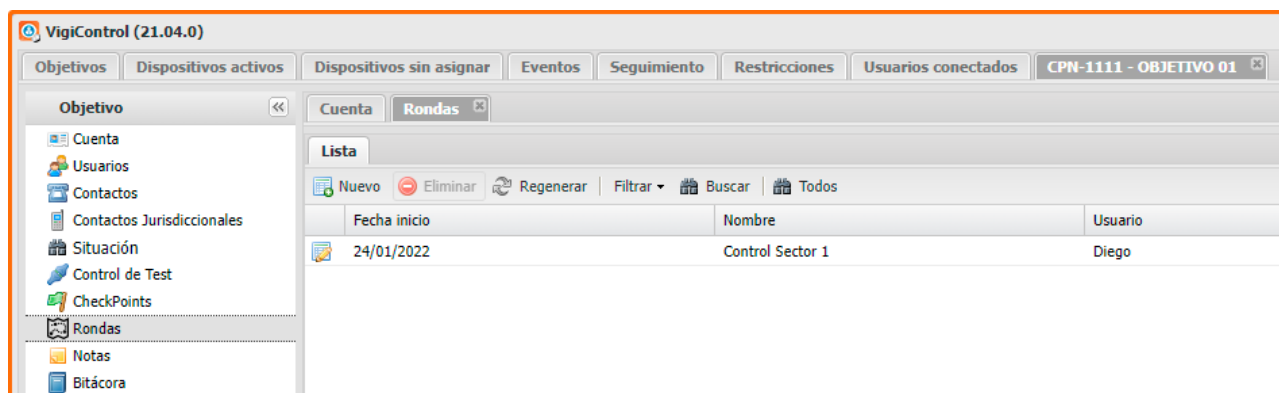 VigiControl (21.04.0)
Objetivos Dispositivos activos Dispositivos sin asignar Eventos Seguimiento Restricciones Usuarios conectados CPN-1111 - OBJETIVO 01
Objetivo
Cuenta
Usuarios
Contactos
Contactos Jurisdiccionales
Situación
Control de Test
CheckPoints
Rondas
Notas
Bitácora
Cuenta Rondas
Lista
Nuevo Eliminar Regenerar Filtrar Buscar Todos
Fecha inicio Nombre Usuario
24/01/2022 Control Sector 1 Diego